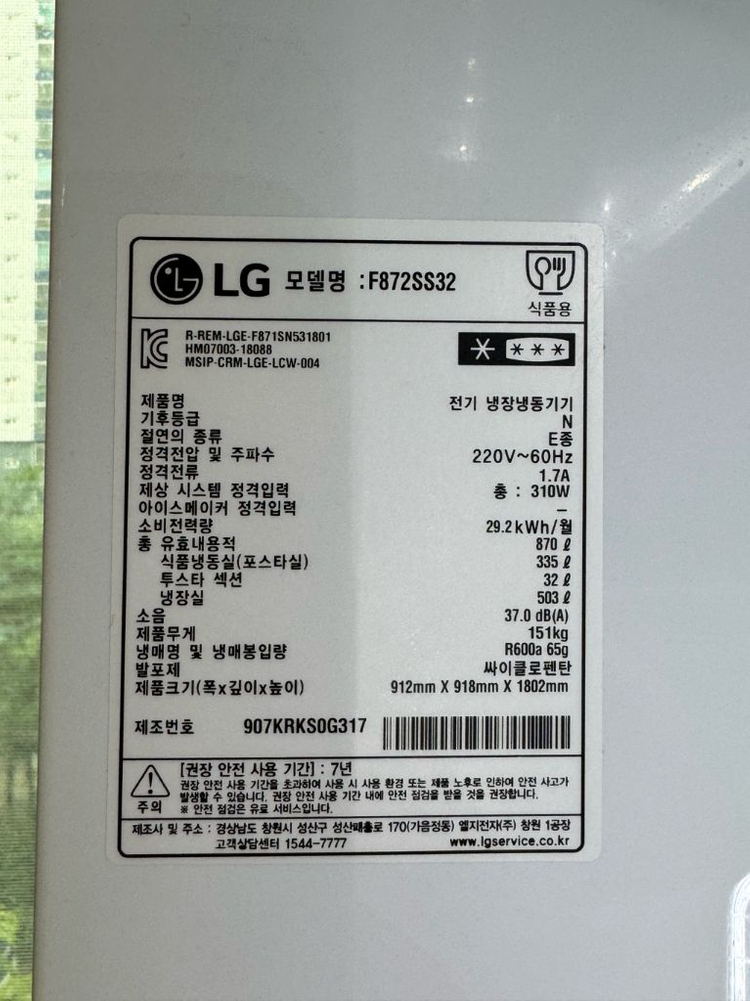 LG 모델명 :F872SS32
식품용
R-REM-LGE-F871SN531801
HM07003-18088
MSIP-CRM-LGE-LCW-004
제품명 전기 냉장냉동기기
기후등급 N
절연의 종류 E종
정격전압 및 주파수 220V~60Hz
정격전류 1.7A
제상 시스템 정격입력 총 : 310W
아이스메이커 정격입력 –
소비전력량 29.2kWh/월
총 유효내용적 870 ℓ
식품냉동실(포스타실) 335 ℓ
투스타 섹션 32 ℓ
냉장실 503 ℓ
소음 37.0 dB(A)
제품무게 151kg
냉매명 및 냉매봉입량 R600a 65g
발포제 싸이클로펜탄
제품크기(폭x깊이x높이) 912mm X 918mm X 1802mm
제조번호 907KRKS0G317
[권장 안전 사용 기간] : 7년
권장 안전 사용 기간을 초과하여 사용 시 사용 환경 또는 제품 노후로 인하여 안전 사고가
발생할 수 있습니다. 권장 안전 사용 기간 내에 안전 점검을 받을 것을 권장합니다.
※ 안전 점검은 유료 서비스입니다.
주의
제조사 및 주소 : 경상남도 창원시 성산구 성산패총로 170(가음정동) 엘지전자(주) 창원 1공장
고객상담센터 1544-7777 www.lgservice.co.kr